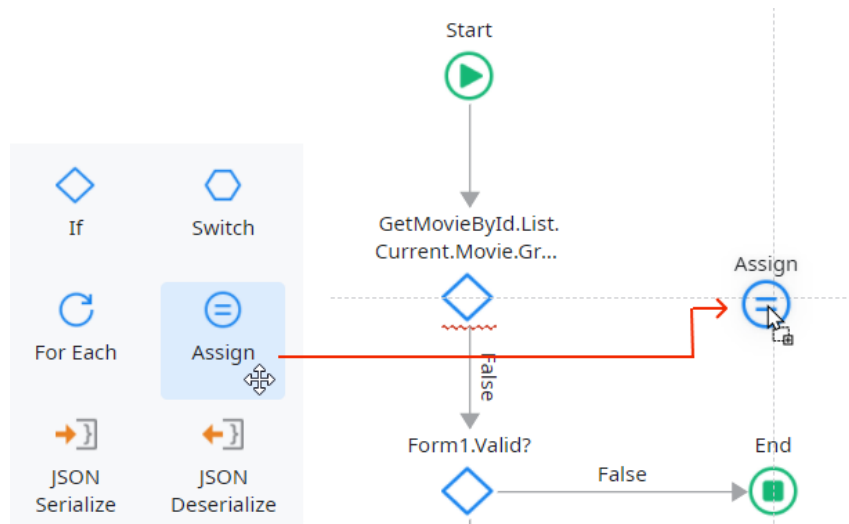 Start
If
Switch
GetMovieById.List.
Current.Movie.Gr...
Assign
For Each
Assign
False
JSON
Serialize
JSON
Deserialize
Form1.Valid?
False
End